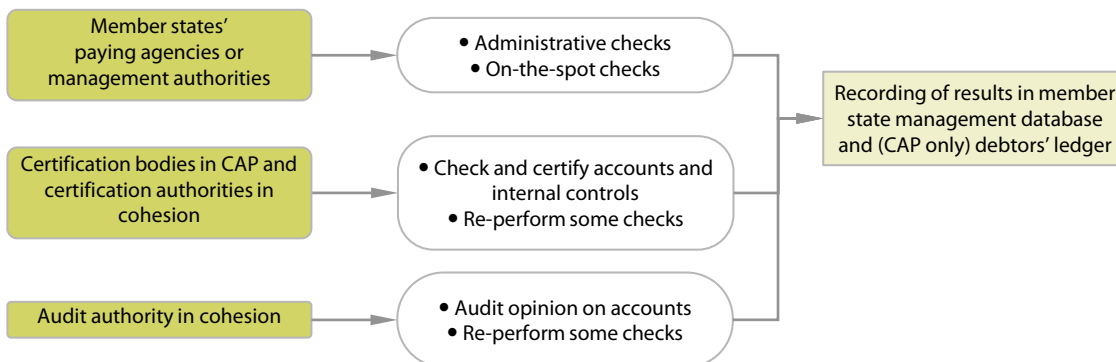 Member states’
paying agencies or
management authorities
• Administrative checks
• On-the-spot checks
Recording of results in member
state management database
and (CAP only) debtors’ ledger
Certification bodies in CAP and
certification authorities in
cohesion
• Check and certify accounts and
internal controls
• Re-perform some checks
Audit authority in cohesion
• Audit opinion on accounts
• Re-perform some checks